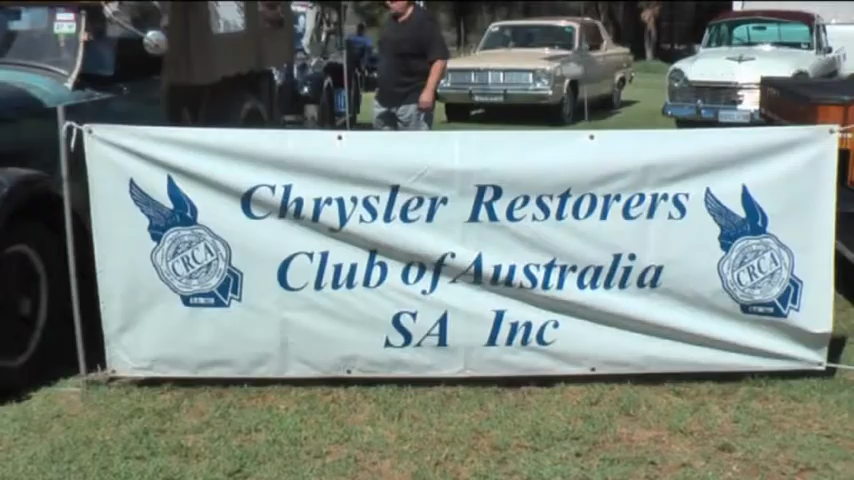 Chrysler Restorers
Club of Australia
SA Inc
CRCA
CRCA